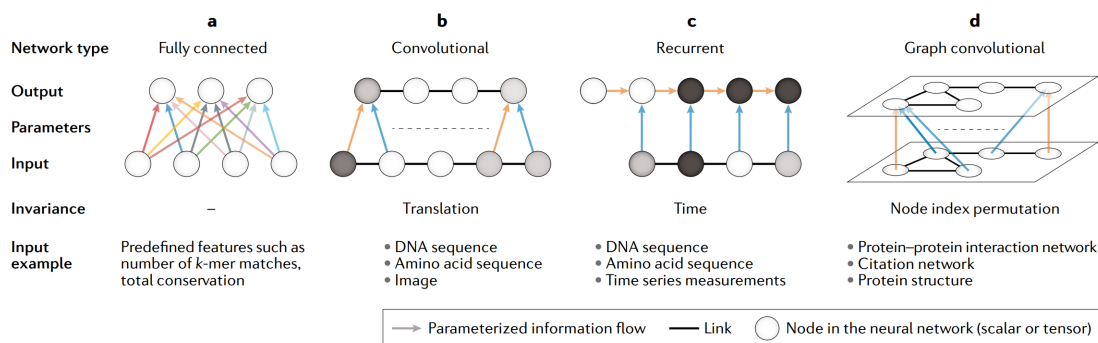 a b c d
Network type Fully connected Convolutional Recurrent Graph convolutional
Output
Parameters
Input
Invariance – Translation Time Node index permutation
Input example
Predefined features such as
number of k-mer matches,
total conservation
• DNA sequence
• Amino acid sequence
• Image
• DNA sequence
• Amino acid sequence
• Time series measurements
• Protein–protein interaction network
• Citation network
• Protein structure
Parameterized information flow Link Node in the neural network (scalar or tensor)